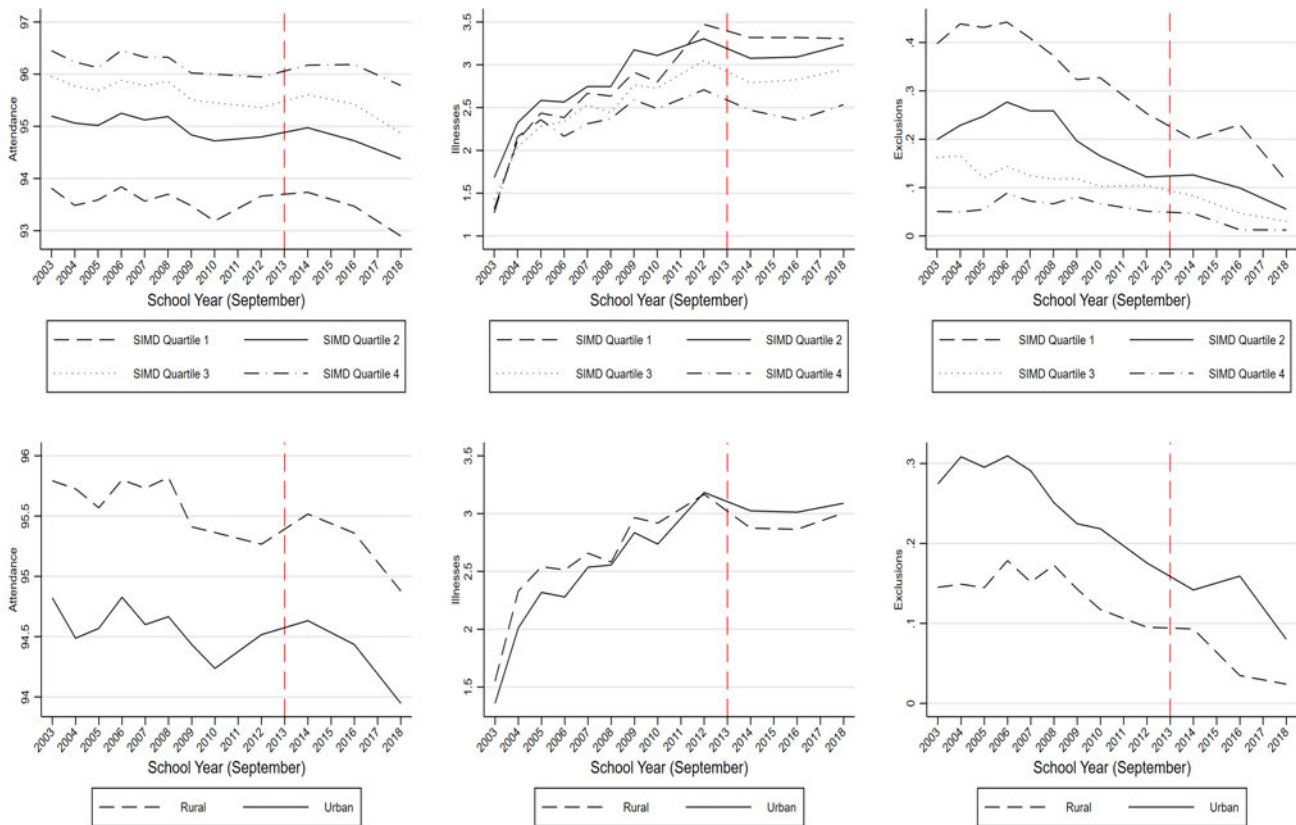 97
96
95
94
93
Attendance
2003 2004 2005 2006 2007 2008 2009 2010 2011 2012 2013 2014 2015 2016 2017 2018
School Year (September)
SIMD Quartile 1 SIMD Quartile 2
SIMD Quartile 3 SIMD Quartile 4
3.5
3
2.5
2
1.5
1
Illnesses
2003 2004 2005 2006 2007 2008 2009 2010 2011 2012 2013 2014 2015 2016 2017 2018
School Year (September)
SIMD Quartile 1 SIMD Quartile 2
SIMD Quartile 3 SIMD Quartile 4
.4
.3
.2
.1
0
Exclusions
2003 2004 2005 2006 2007 2008 2009 2010 2011 2012 2013 2014 2015 2016 2017 2018
School Year (September)
SIMD Quartile 1 SIMD Quartile 2
SIMD Quartile 3 SIMD Quartile 4
96
95.5
95
94.5
94
Attendance
2003 2004 2005 2006 2007 2008 2009 2010 2011 2012 2013 2014 2015 2016 2017 2018
School Year (September)
Rural Urban
3.5
3
2.5
2
1.5
Illnesses
2003 2004 2005 2006 2007 2008 2009 2010 2011 2012 2013 2014 2015 2016 2017 2018
School Year (September)
Rural Urban
.3
.2
.1
0
Exclusions
2003 2004 2005 2006 2007 2008 2009 2010 2011 2012 2013 2014 2015 2016 2017 2018
School Year (September)
Rural Urban